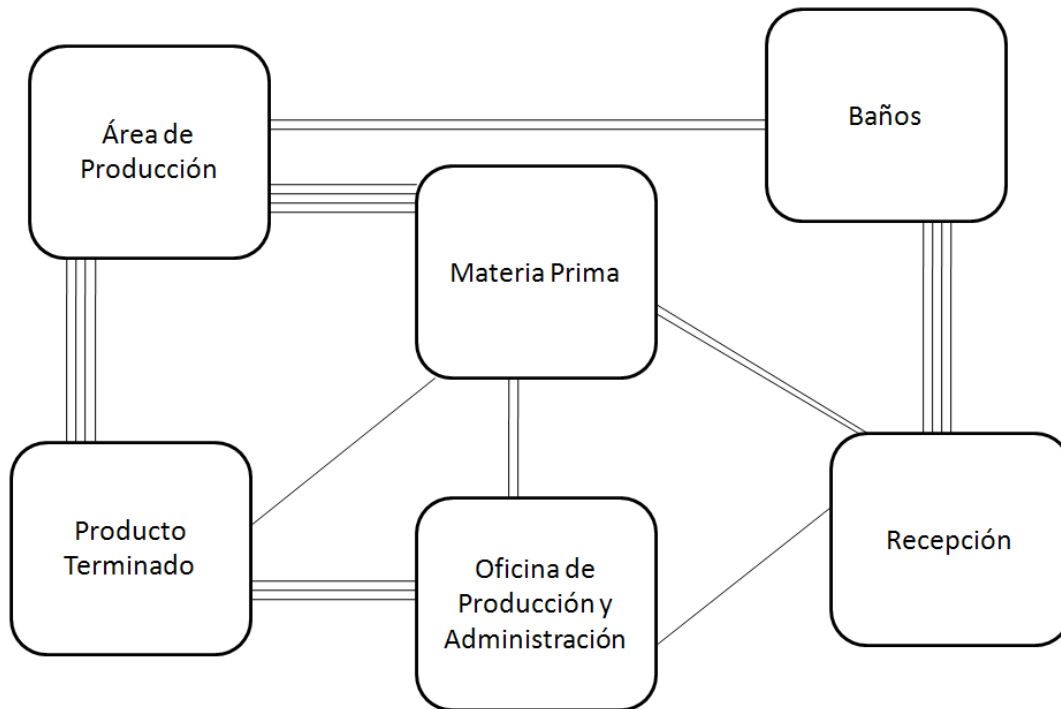 Área de
Producción
Baños
Materia Prima
Producto
Terminado
Oficina de
Producción y
Administración
Recepción